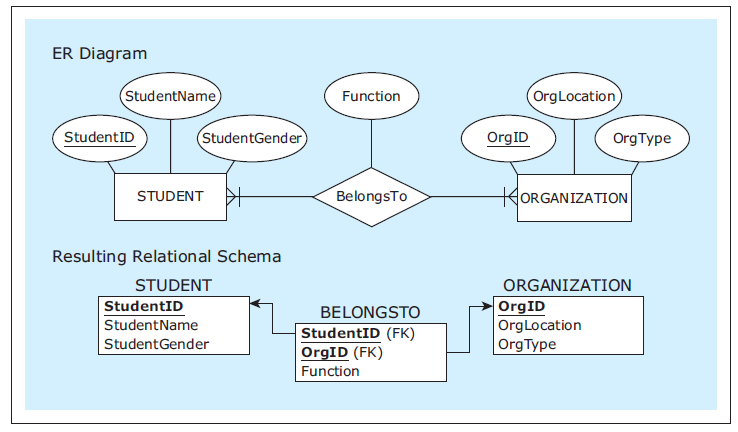 ER Diagram
StudentName
Function
OrgLocation
StudentID
StudentGender
OrgID
OrgType
STUDENT
BelongsTo
ORGANIZATION
Resulting Relational Schema
STUDENT
StudentID
StudentName
StudentGender
BELONGSTO
StudentID (FK)
OrgID (FK)
Function
ORGANIZATION
OrgID
OrgLocation
OrgType